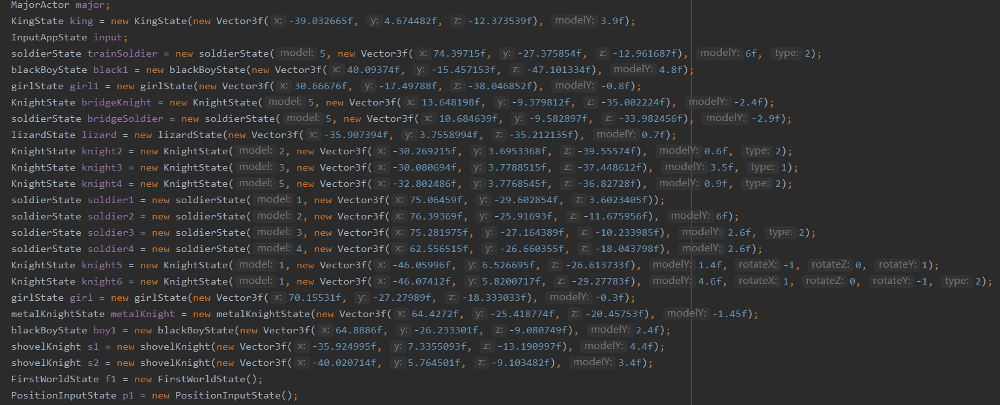 MajorActor major;
KingState king = new KingState(new Vector3f( x: -39.032665f, y: 4.674482f, z: -12.373539f), modelY: 3.9f);
InputAppState input;
soldierState trainSoldier = new soldierState( model: 5, new Vector3f( x: 74.39715f, y: -27.375854f, z: -12.961687f), modelY: 6f, type: 2);
blackBoyState black1 = new blackBoyState(new Vector3f( x: 40.09374f, y: -15.457153f, z: -47.101334f), modelY: 4.8f);
girlState girl1 = new girlState(new Vector3f( x: 30.66676f, y: -17.49788f, z: -38.046852f), modelY: -0.8f);
KnightState bridgeKnight = new KnightState( model: 5, new Vector3f( x: 13.648198f, y: -9.379812f, z: -35.002224f), modelY: -2.4f);
soldierState bridgeSoldier = new soldierState( model: 5, new Vector3f( x: 10.684639f, y: -9.582897f, z: -33.982456f), modelY: -2.9f);
lizardState lizard = new lizardState(new Vector3f( x: -35.907394f, y: 3.7558994f, z: -35.212135f), modelY: 0.7f);
KnightState knight2 = new KnightState( model: 2, new Vector3f( x: -30.269215f, y: 3.6953368f, z: -39.55574f), modelY: 0.6f, type: 2);
KnightState knight3 = new KnightState( model: 3, new Vector3f( x: -30.080694f, y: 3.7788515f, z: -37.448612f), modelY: 3.5f, type: 1);
KnightState knight4 = new KnightState( model: 5, new Vector3f( x: -32.802486f, y: 3.7768545f, z: -36.82728f), modelY: 0.9f, type: 2);
soldierState soldier1 = new soldierState( model: 1, new Vector3f( x: 75.06459f, y: -29.602854f, z: 3.6023405f));
soldierState soldier2 = new soldierState( model: 2, new Vector3f( x: 76.39369f, y: -25.91693f, z: -11.675956f), modelY: 6f);
soldierState soldier3 = new soldierState( model: 3, new Vector3f( x: 75.281975f, y: -27.164389f, z: -10.233985f), modelY: 2.6f, type: 2);
soldierState soldier4 = new soldierState( model: 4, new Vector3f( x: 62.556515f, y: -26.660355f, z: -18.043798f), modelY: 2.6f);
KnightState knight5 = new KnightState( model: 1, new Vector3f( x: -46.05996f, y: 6.526695f, z: -26.613733f), modelY: 1.4f, rotateX: -1, rotateZ: 0, rotateY: 1);
KnightState knight6 = new KnightState( model: 1, new Vector3f( x: -46.07412f, y: 5.8200717f, z: -29.27783f), modelY: 4.6f, rotateX: 1, rotateZ: 0, rotateY: -1, type: 2);
girlState girl = new girlState(new Vector3f( x: 70.15531f, y: -27.27989f, z: -18.333033f), modelY: -0.3f);
metalKnightState metalKnight = new metalKnightState(new Vector3f( x: 64.4272f, y: -25.418774f, z: -20.45753f), modelY: -1.45f);
blackBoyState boy1 = new blackBoyState(new Vector3f( x: 64.8886f, y: -26.233301f, z: -9.080749f), modelY: 2.4f);
shovelKnight s1 = new shovelKnight(new Vector3f( x: -35.924995f, y: 7.3355093f, z: -13.190997f), modelY: 4.4f);
shovelKnight s2 = new shovelKnight(new Vector3f( x: -40.020714f, y: 5.764501f, z: -9.103482f), modelY: 3.4f);
FirstWorldState f1 = new FirstWorldState();
PositionInputState p1 = new PositionInputState();